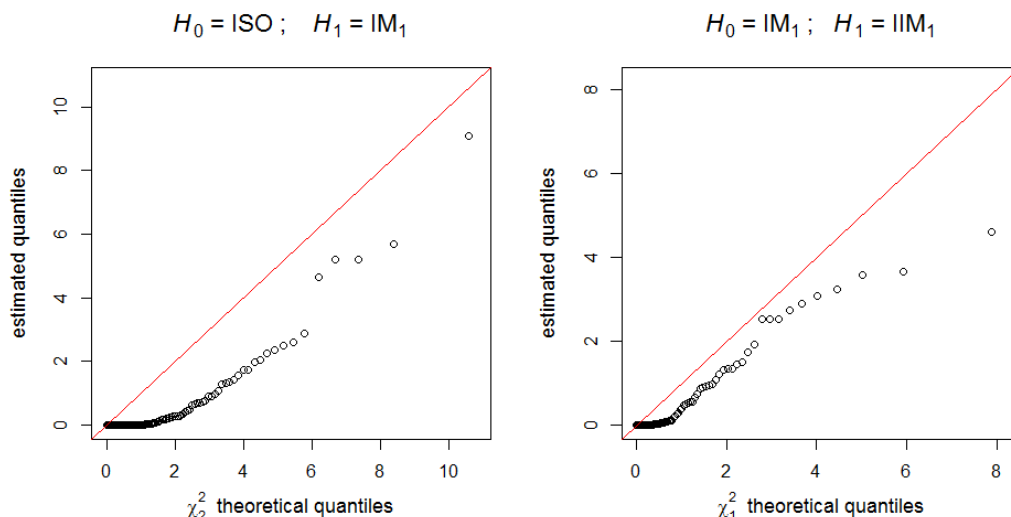 H₀ = ISO ; H₁ = IM₁
estimated quantiles
10
8
6
4
2
0
0 2 4 6 8 10
χ²₂ theoretical quantiles
H₀ = IM₁ ; H₁ = IIM₁
estimated quantiles
8
6
4
2
0
0 2 4 6 8
χ²₁ theoretical quantiles